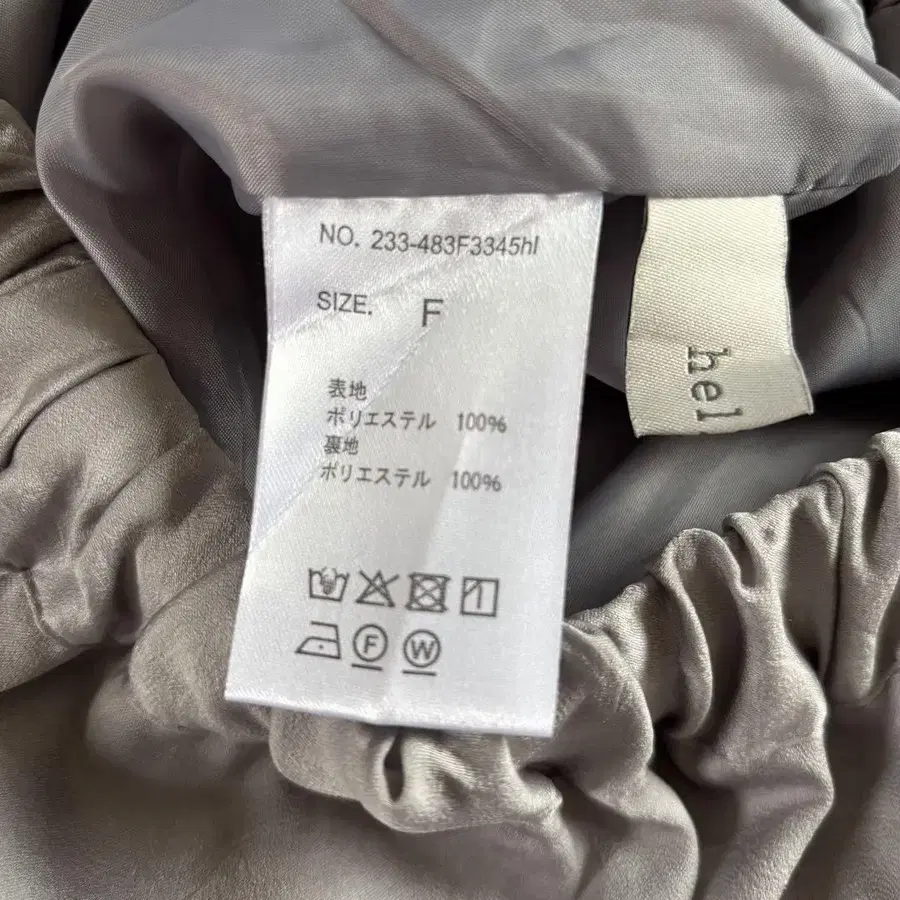 NO. 233-483F3345hl
SIZE. F
表地
ポリエステル 100%
裏地
ポリエステル 100%
F W
hel